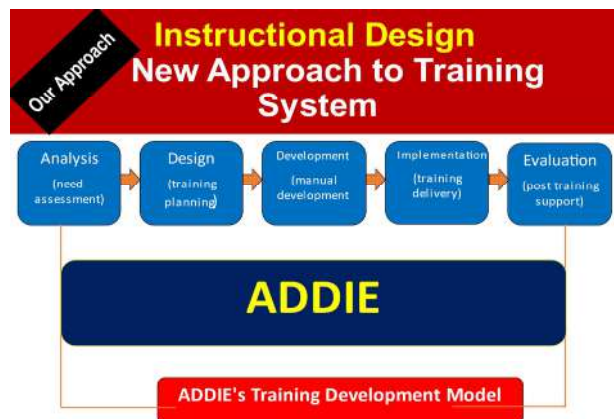 Our Approach
Instructional Design
New Approach to Training
System
Analysis
(need
assessment)
Design
(training
planning)
Development
(manual
development
Implementation
(training
delivery)
Evaluation
(post training
support)
ADDIE
ADDIE's Training Development Model